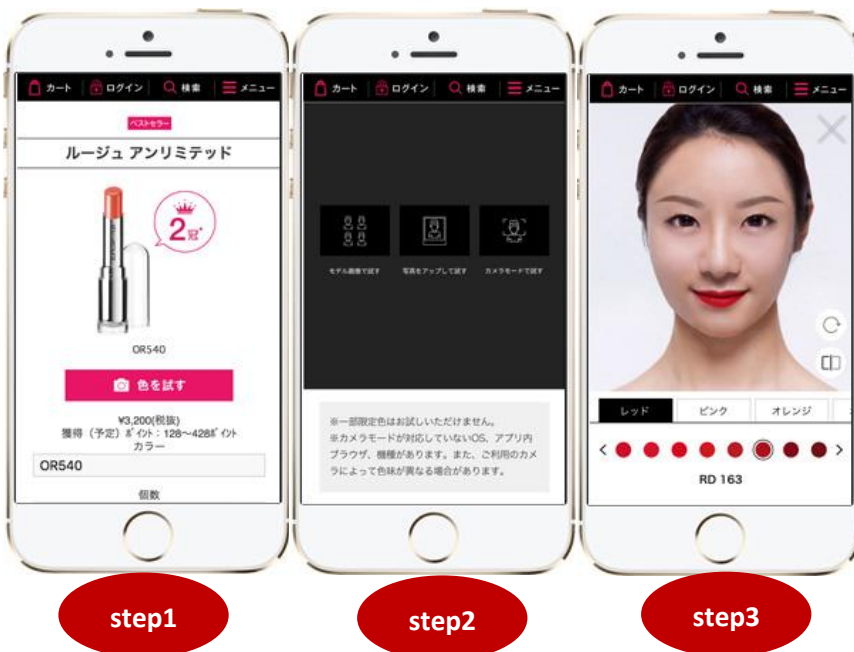 カート
ログイン
検索
メニュー
ベストセラー
ルージュ アンリミテッド
2冠*
OR540
色を試す
¥3,200(税抜)
獲得（予定）ポイント：128〜428ポイント
カラー
OR540
個数
step1
カート
ログイン
検索
メニュー
モデル画像で試す
写真をアップして試す
カメラモードで試す
※一部限定色はお試しいただけません。
※カメラモードが対応していないOS、アプリ内
ブラウザ、機種があります。また、ご利用のカメ
ラによって色味が異なる場合があります。
step2
カート
ログイン
検索
メニュー
レッド
ピンク
オレンジ
RD 163
step3